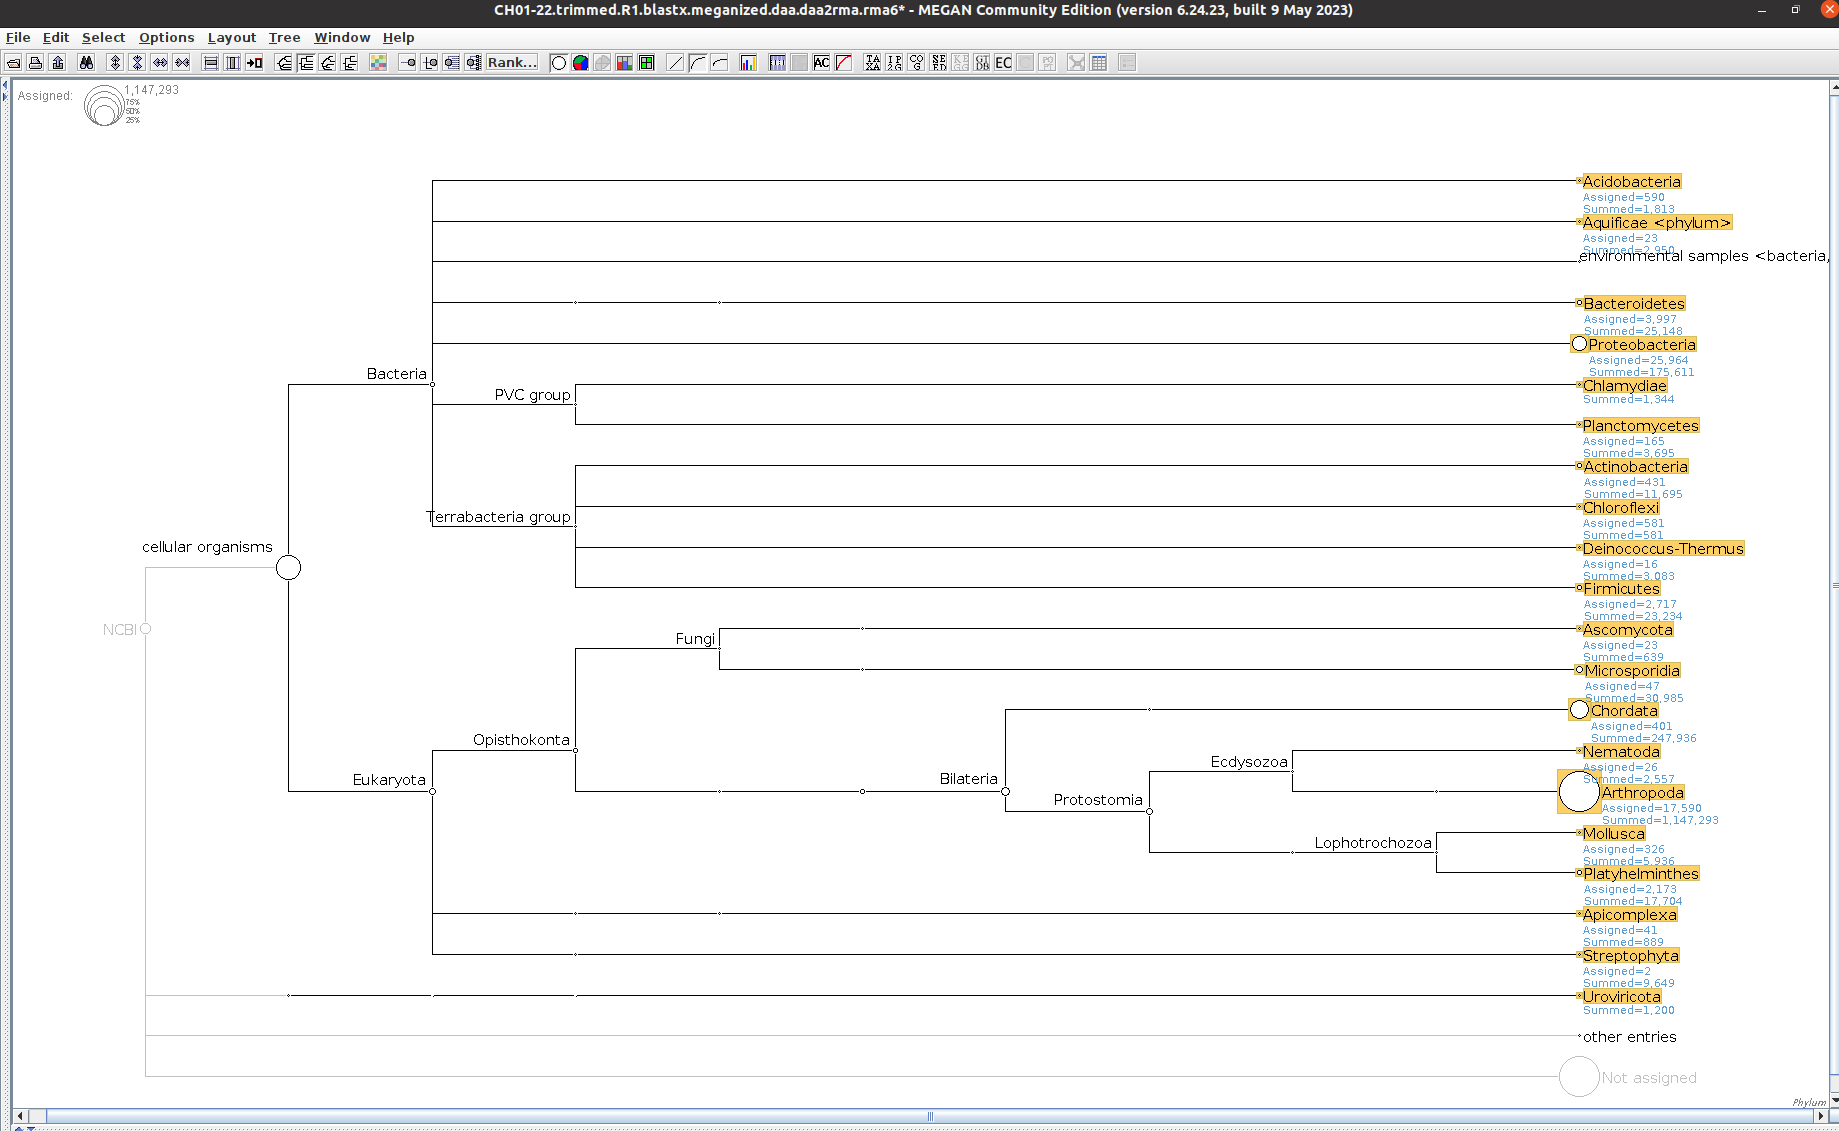 CH01-22.trimmed.R1.blastx.meganized.daa.daa2rma.rma6* - MEGAN Community Edition (version 6.24.23, built 9 May 2023)
File Edit Select Options Layout Tree Window Help
Rank... AC EC
Assigned: 1,147,293
75%
50%
25%
Acidobacteria
Assigned=590
Summed=1,813
Aquificae <phylum>
Assigned=23
Summed=2,950
environmental samples <bacteria,
Bacteroidetes
Assigned=3,997
Summed=25,148
Proteobacteria
Assigned=25,964
Summed=175,611
Bacteria
PVC group
Chlamydiae
Summed=1,344
Planctomycetes
Assigned=165
Summed=3,695
Actinobacteria
Assigned=431
Summed=11,695
Terrabacteria group
Chloroflexi
Assigned=581
Summed=581
Deinococcus-Thermus
Assigned=16
Summed=3,083
cellular organisms
Firmicutes
Assigned=2,717
Summed=23,234
NCBI
Fungi
Ascomycota
Assigned=23
Summed=639
Microsporidia
Assigned=47
Summed=30,985
Chordata
Assigned=401
Summed=247,936
Opisthokonta
Nematoda
Assigned=26
Summed=2,557
Ecdysozoa
Eukaryota
Bilateria
Protostomia
Arthropoda
Assigned=17,590
Summed=1,147,293
Lophotrochozoa
Mollusca
Assigned=326
Summed=5,936
Platyhelminthes
Assigned=2,173
Summed=17,704
Apicomplexa
Assigned=41
Summed=889
Streptophyta
Assigned=2
Summed=9,649
Uroviricota
Summed=1,200
other entries
Not assigned
Phylum